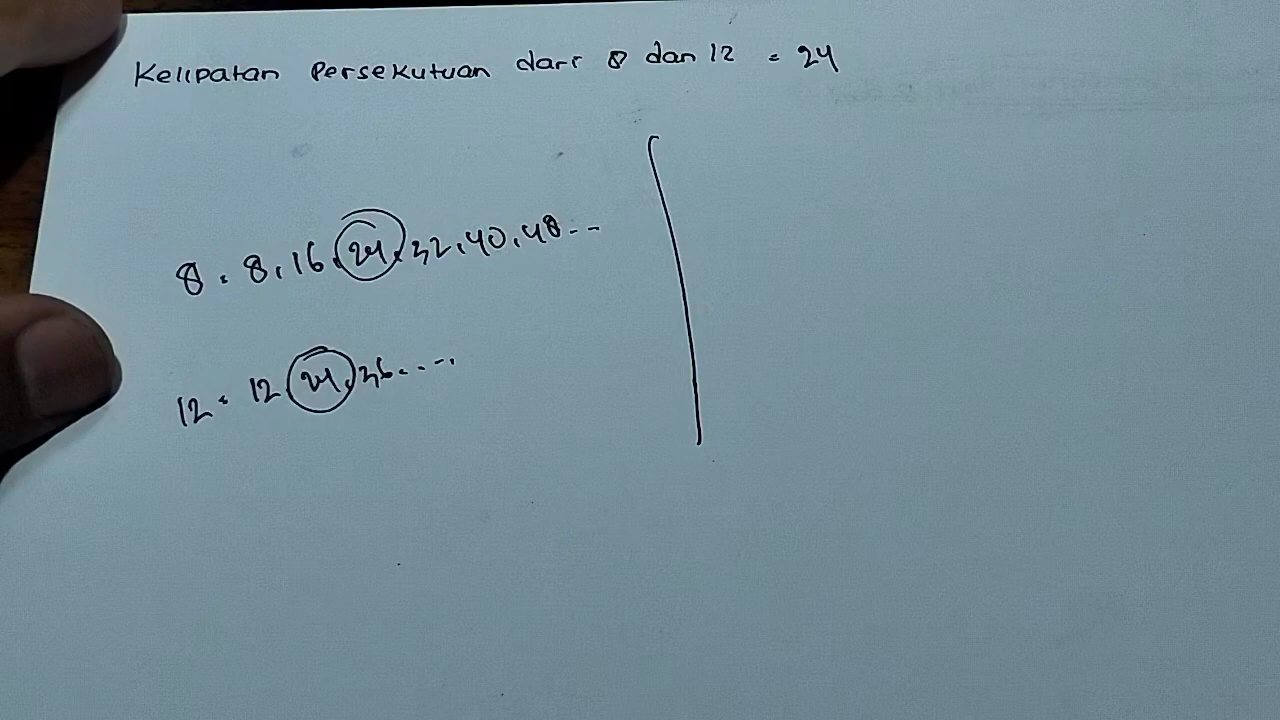 Kelipatan Persekutuan dari 8 dan 12 = 24
8 = 8, 16, 24, 32, 40, 48...
12 = 12, 24, 36.....